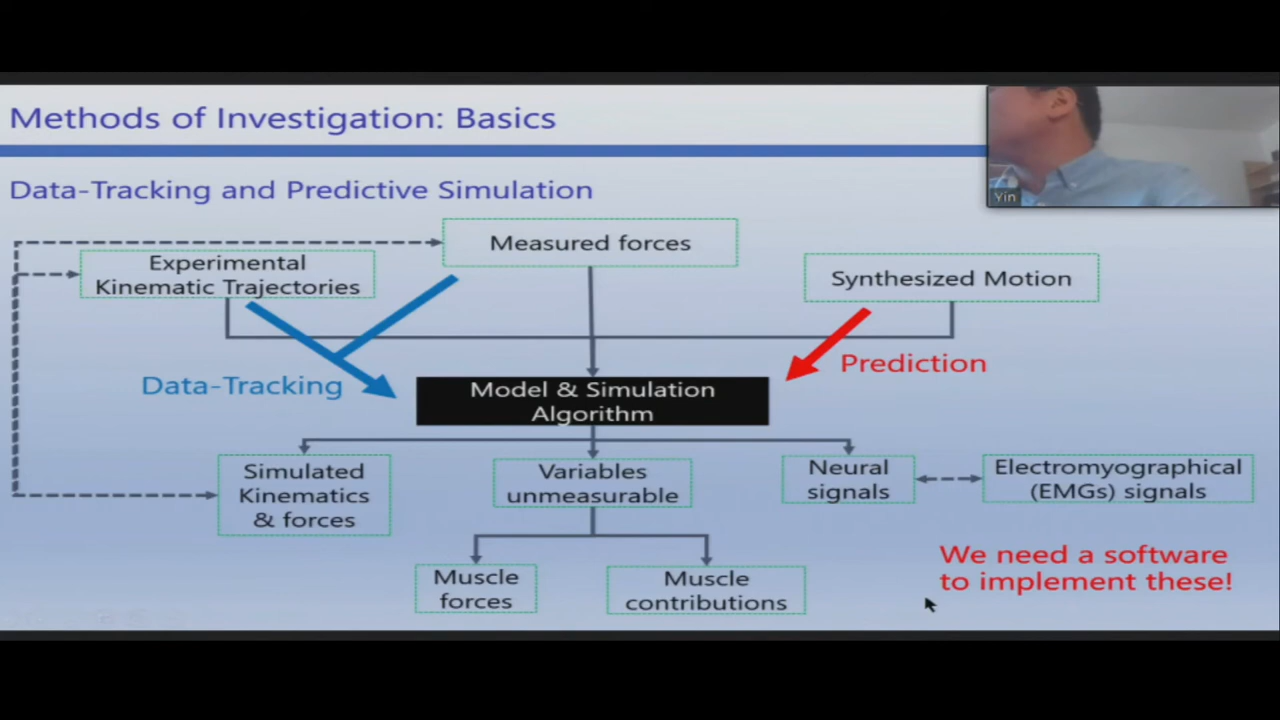 Methods of Investigation: Basics
Yin
Data-Tracking and Predictive Simulation
Measured forces
Experimental
Kinematic Trajectories
Synthesized Motion
Data-Tracking
Prediction
Model & Simulation
Algorithm
Simulated
Kinematics
& forces
Variables
unmeasurable
Neural
signals
Electromyographical
(EMGs) signals
Muscle
forces
Muscle
contributions
We need a software
to implement these!